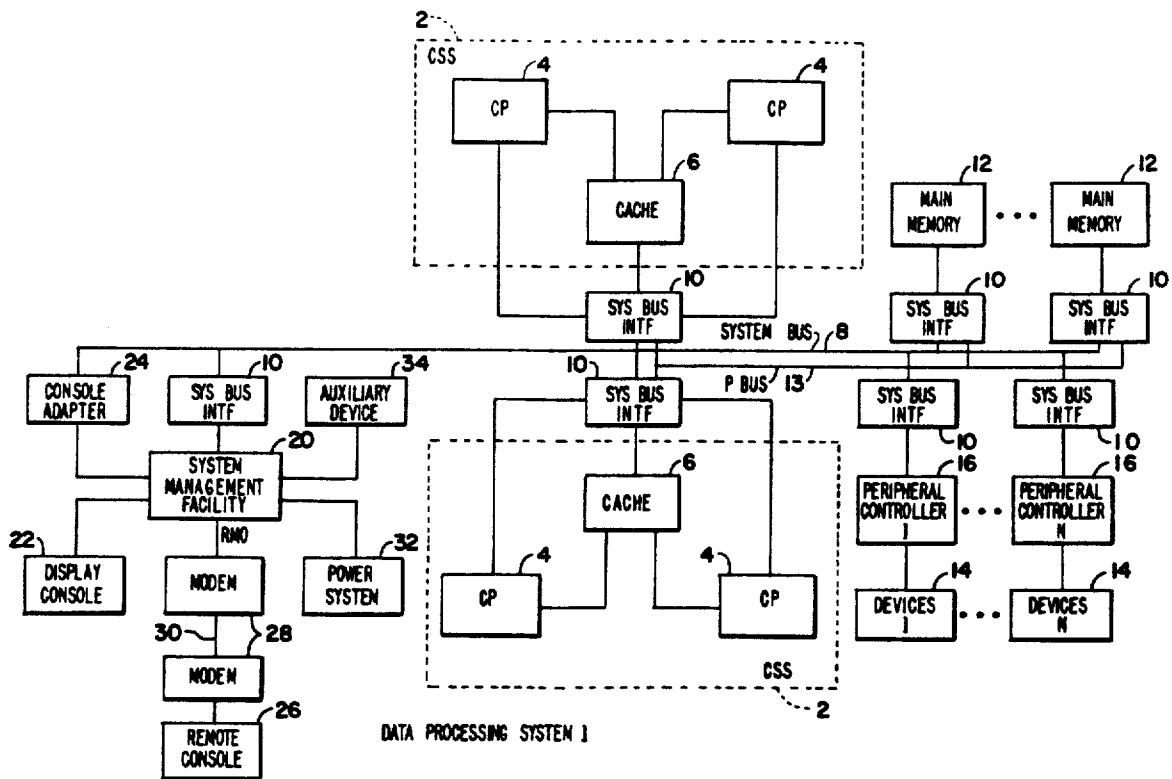 2
CSS
4
4
CP
CP
6
CACHE
12
12
MAIN
MEMORY
MAIN
MEMORY
10
SYS BUS
INTF
10
SYS BUS
INTF
10
SYS BUS
INTF
SYSTEM BUS
8
P BUS
13
24
CONSOLE
ADAPTER
10
SYS BUS
INTF
34
AUXILIARY
DEVICE
10
SYS BUS
INTF
SYS BUS
INTF
10
SYS BUS
INTF
10
20
SYSTEM
MANAGEMENT
FACILITY
6
CACHE
16
PERIPHERAL
CONTROLLER
1
16
PERIPHERAL
CONTROLLER
N
RMO
22
DISPLAY
CONSOLE
MODEM
32
POWER
SYSTEM
4
CP
4
CP
14
DEVICES
1
14
DEVICES
N
30
28
MODEM
CSS
2
26
REMOTE
CONSOLE
DATA PROCESSING SYSTEM 1